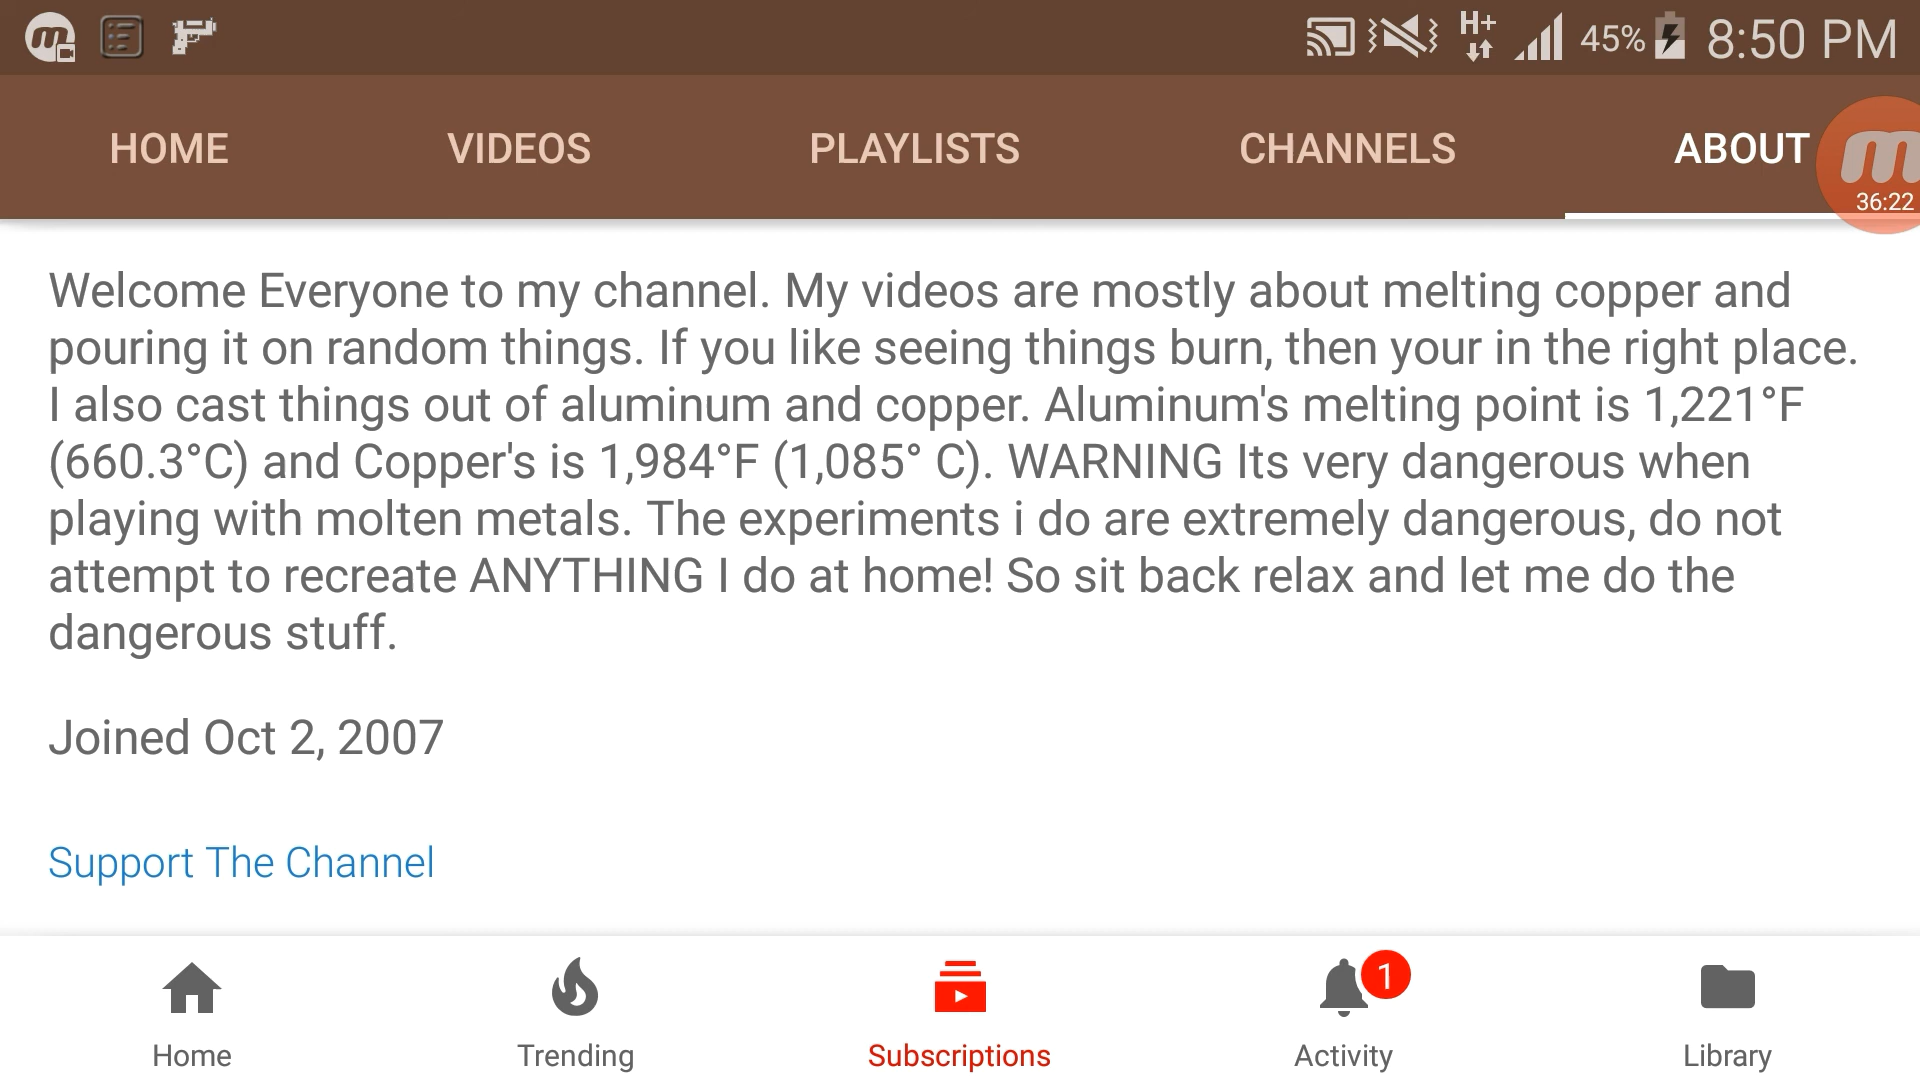 H+ 45% 8:50 PM
HOME VIDEOS PLAYLISTS CHANNELS ABOUT
m 36:22
Welcome Everyone to my channel. My videos are mostly about melting copper and
pouring it on random things. If you like seeing things burn, then your in the right place.
I also cast things out of aluminum and copper. Aluminum's melting point is 1,221°F
(660.3°C) and Copper's is 1,984°F (1,085° C). WARNING Its very dangerous when
playing with molten metals. The experiments i do are extremely dangerous, do not
attempt to recreate ANYTHING I do at home! So sit back relax and let me do the
dangerous stuff.
Joined Oct 2, 2007
Support The Channel
1
Home Trending Subscriptions Activity Library